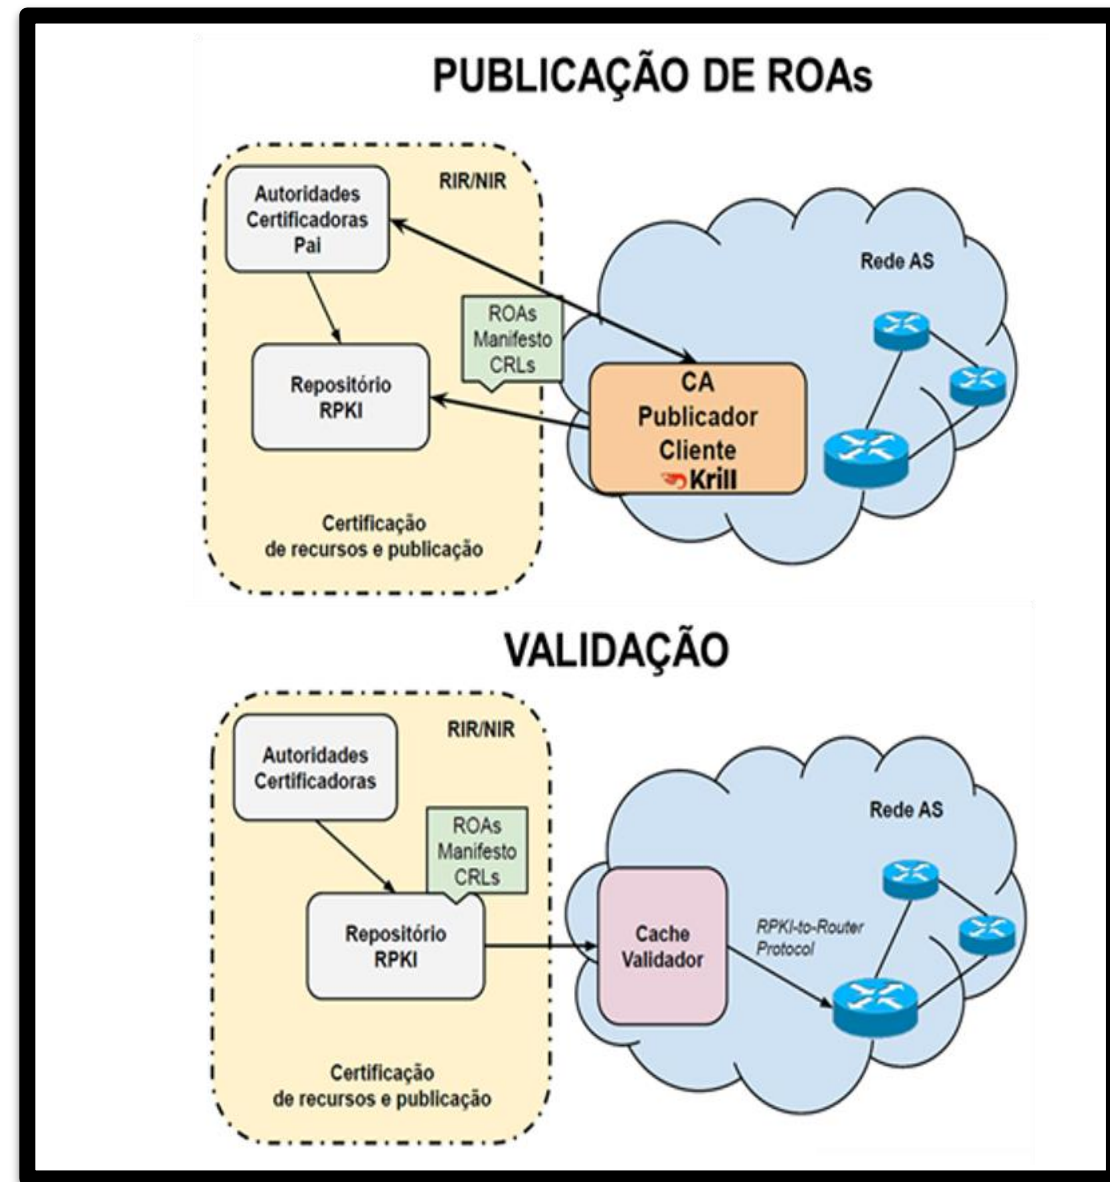 PUBLICAÇÃO DE ROAs
RIR/NIR
Autoridades
Certificadoras
Pai
Rede AS
ROAs
Manifesto
CRLs
Repositório
RPKI
CA
Publicador
Cliente
Krill
Certificação
de recursos e publicação
VALIDAÇÃO
RIR/NIR
Autoridades
Certificadoras
Rede AS
ROAs
Manifesto
CRLs
Repositório
RPKI
Cache
Validador
RPKI-to-Router
Protocol
Certificação
de recursos e publicação